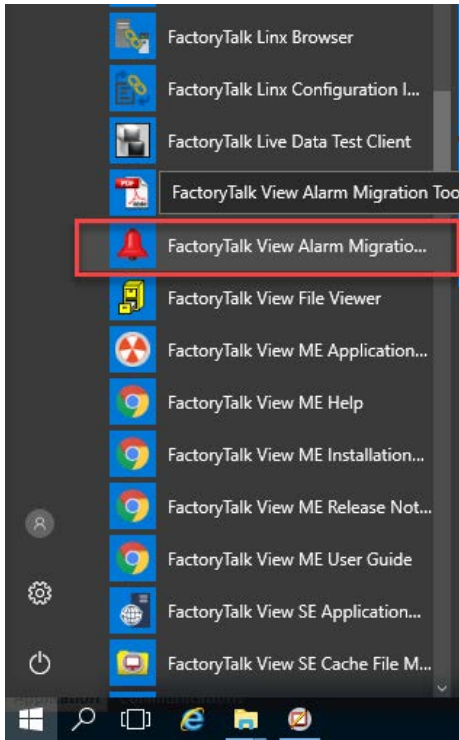 FactoryTalk Linx Browser
FactoryTalk Linx Configuration I...
FactoryTalk Live Data Test Client
PDF
Adobe
FactoryTalk View Alarm Migration Too
FactoryTalk View Alarm Migratio...
FactoryTalk View File Viewer
FactoryTalk View ME Application...
FactoryTalk View ME Help
FactoryTalk View ME Installation...
FactoryTalk View ME Release Not...
FactoryTalk View ME User Guide
FactoryTalk View SE Application...
FactoryTalk View SE Cache File M...